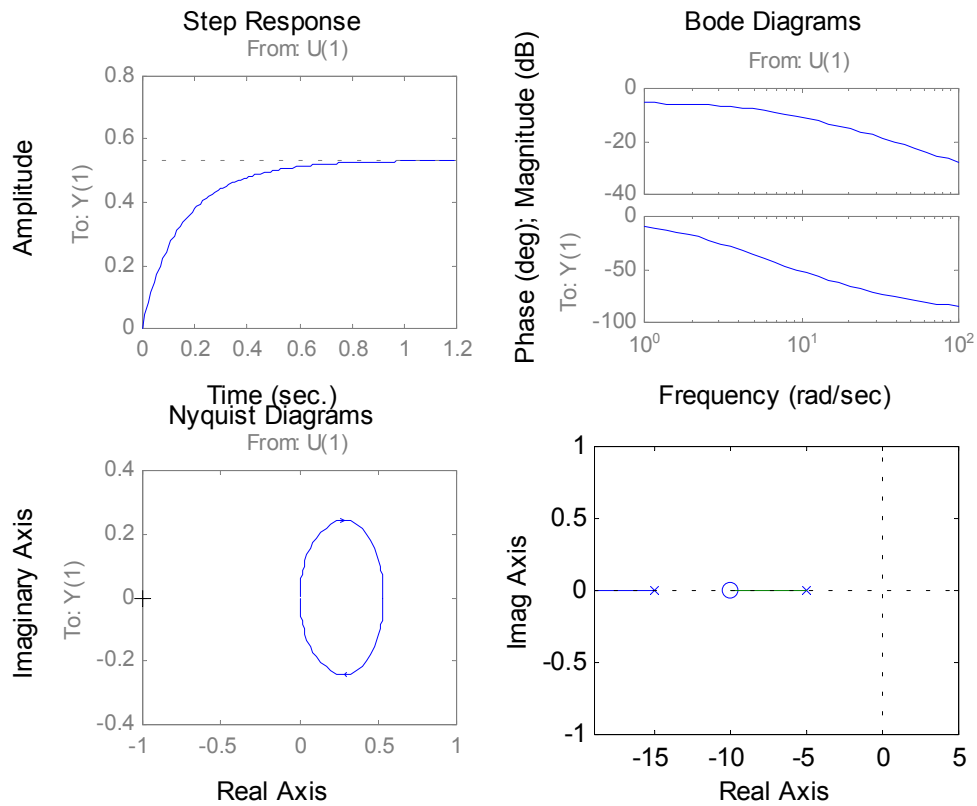 Step Response
From: U(1)
Amplitude
To: Y(1)
0.8
0.6
0.4
0.2
0
0 0.2 0.4 0.6 0.8 1 1.2
Time (sec.)
Bode Diagrams
From: U(1)
Phase (deg); Magnitude (dB)
To: Y(1)
0
-20
-40
0
-50
-100
10^0 10^1 10^2
Frequency (rad/sec)
Nyquist Diagrams
From: U(1)
Imaginary Axis
To: Y(1)
0.4
0.2
0
-0.2
-0.4
-1 -0.5 0 0.5 1
Real Axis
Imag Axis
1
0.5
0
-0.5
-1
-15 -10 -5 0 5
Real Axis